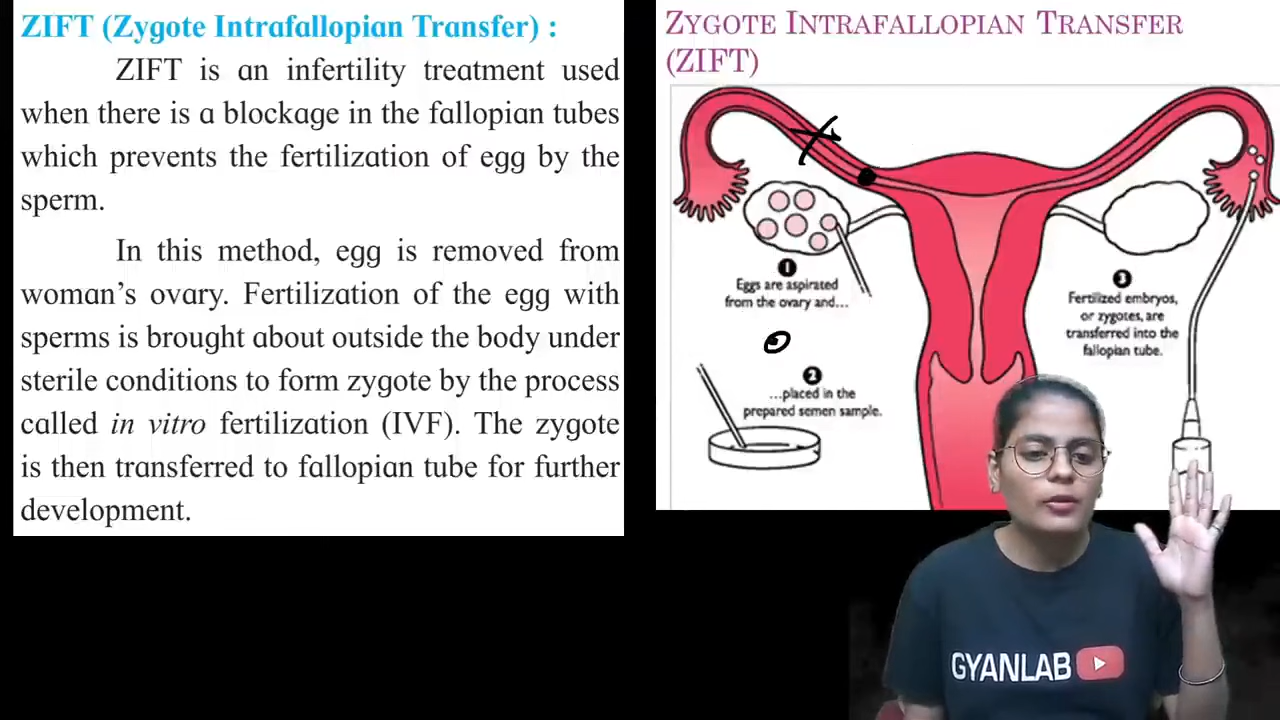 ZIFT (Zygote Intrafallopian Transfer) :
ZIFT is an infertility treatment used
when there is a blockage in the fallopian tubes
which prevents the fertilization of egg by the
sperm.
In this method, egg is removed from
woman's ovary. Fertilization of the egg with
sperms is brought about outside the body under
sterile conditions to form zygote by the process
called in vitro fertilization (IVF). The zygote
is then transferred to fallopian tube for further
development.
ZYGOTE INTRAFALLOPIAN TRANSFER
(ZIFT)
1
Eggs are aspirated
from the ovary and...
2
...placed in the
prepared semen sample.
3
Fertilized embryos,
or zygotes, are
transferred into the
fallopian tube.
GYANLAB